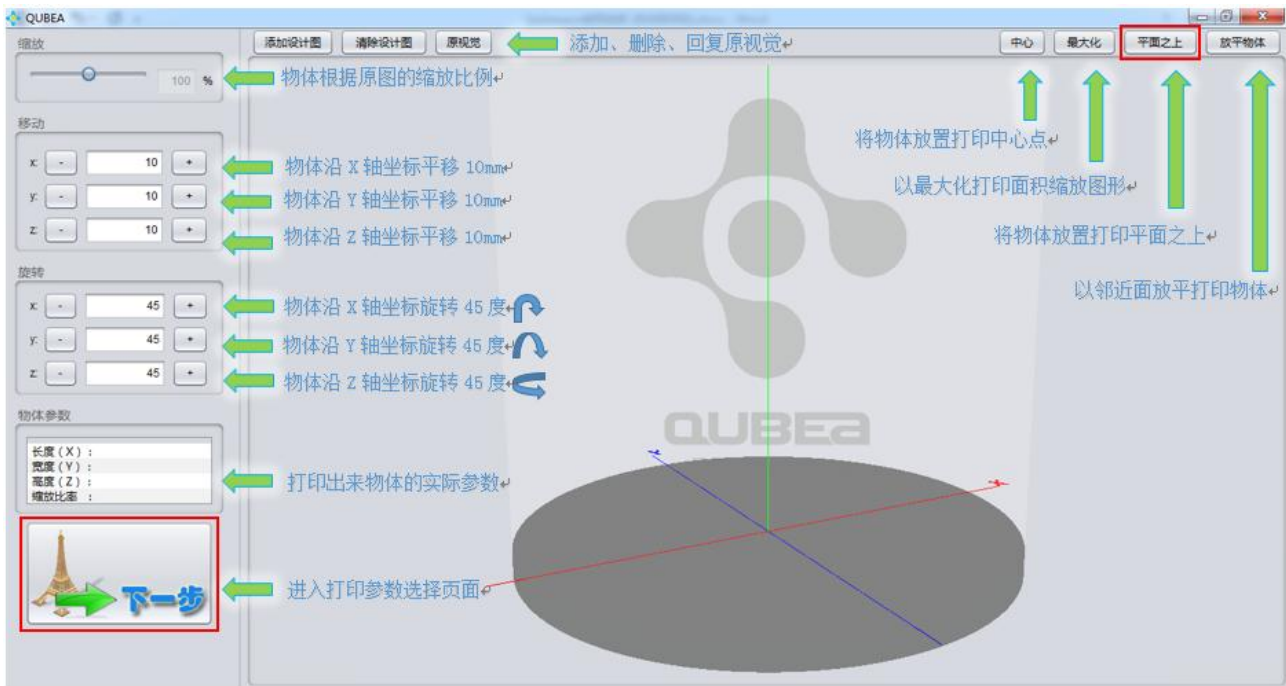 QUBEA
缩放
添加设计图 清除设计图 原视觉 添加、删除、回复原视觉 中心 最大化 平面之上 放平物体
100 % 物体根据原图的缩放比例
移动
将物体放置打印中心点
x: - 10 + 物体沿 X 轴坐标平移 10mm
以最大化打印面积缩放图形
y: - 10 + 物体沿 Y 轴坐标平移 10mm
z: - 10 + 物体沿 Z 轴坐标平移 10mm
将物体放置打印平面之上
旋转
以邻近面放平打印物体
x: - 45 + 物体沿 X 轴坐标旋转 45 度
y: - 45 + 物体沿 Y 轴坐标旋转 45 度
z: - 45 + 物体沿 Z 轴坐标旋转 45 度
物体参数
QUBEA
长度(X):
宽度(Y):
高度(Z):
缩放比率 :
打印出来物体的实际参数
下一步
进入打印参数选择页面